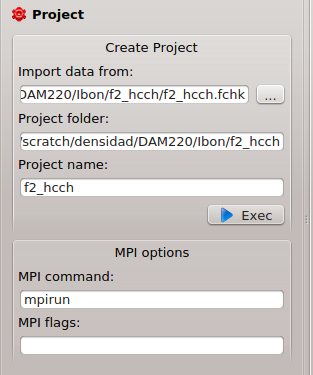 Project
Create Project
Import data from:
DAM220/Ibon/f2_hcch/f2_hcch.fchk
...
Project folder:
/scratch/densidad/DAM220/Ibon/f2_hcch
Project name:
f2_hcch
Exec
MPI options
MPI command:
mpirun
MPI flags: